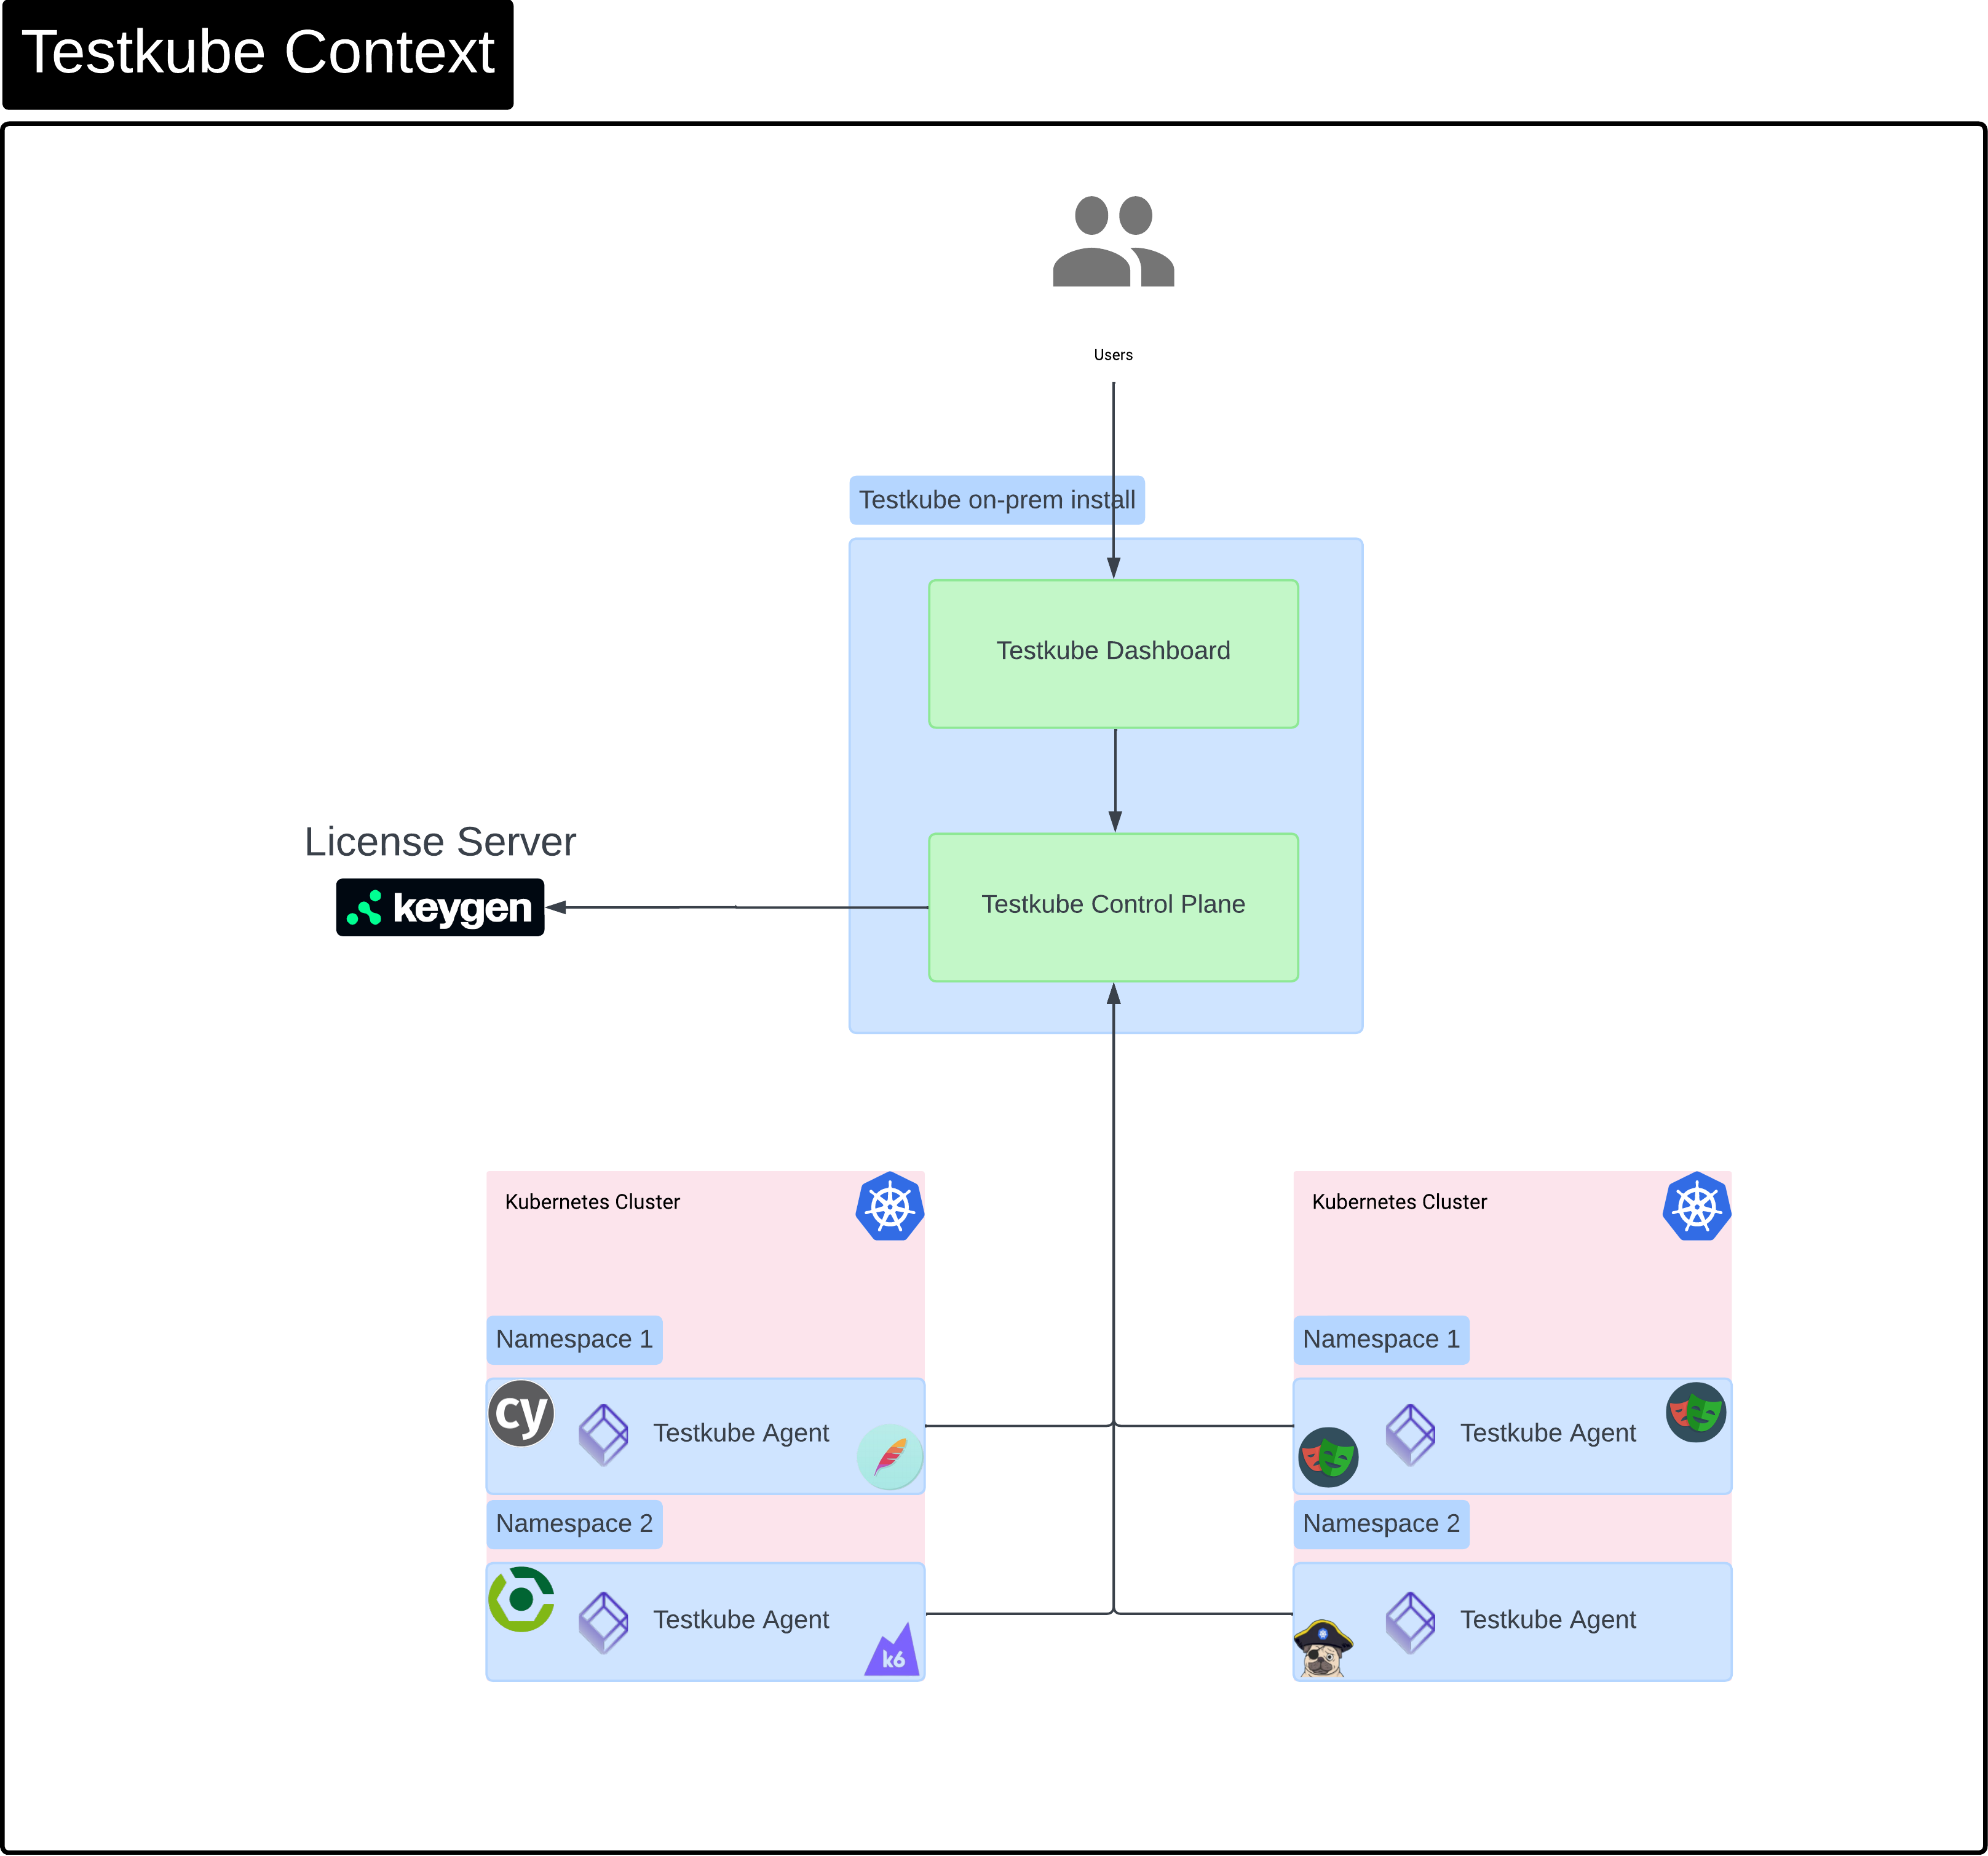 Testkube Context
Users
Testkube on-prem install
Testkube Dashboard
License Server
keygen
Testkube Control Plane
Kubernetes Cluster
Kubernetes Cluster
Namespace 1
Namespace 1
cy
Testkube Agent
Testkube Agent
Namespace 2
Namespace 2
Testkube Agent
k6
Testkube Agent